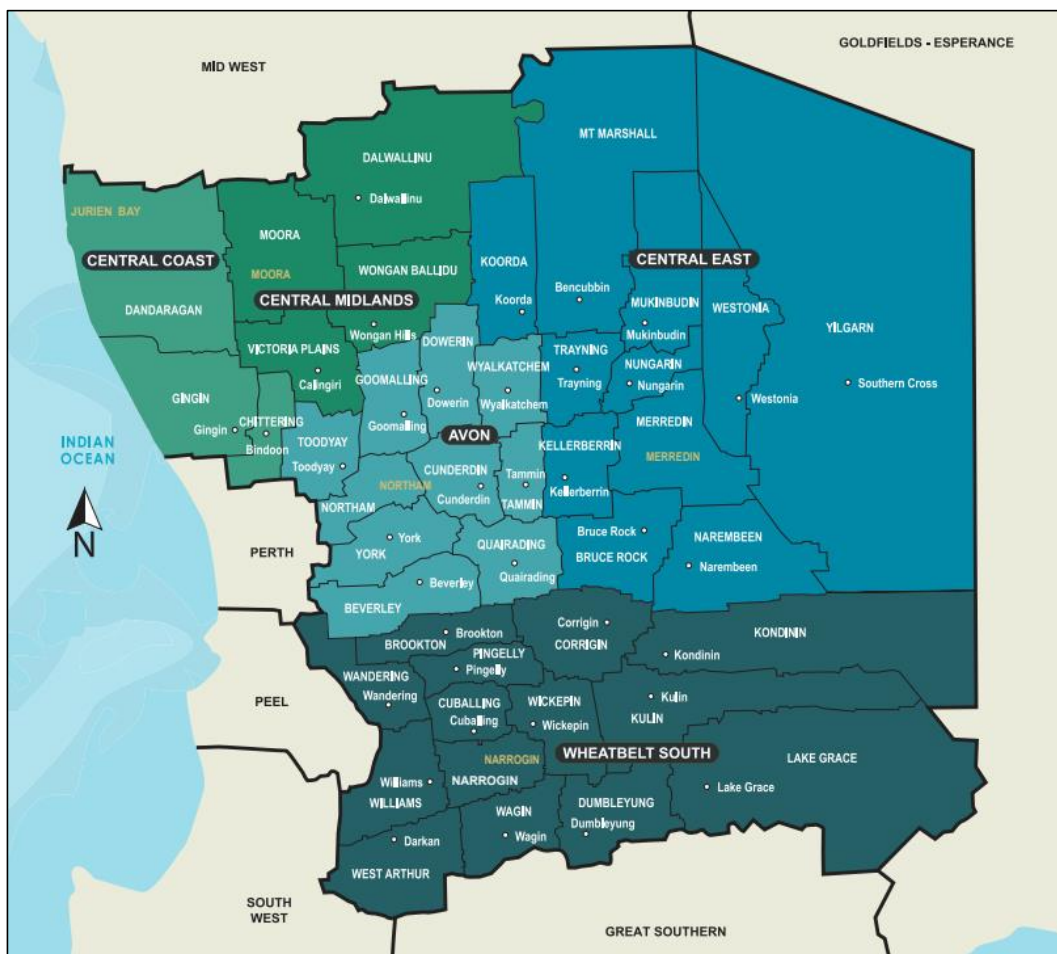 GOLDFIELDS - ESPERANCE
MID WEST
MT MARSHALL
DALWALLINU
Dalwallinu
JURIEN BAY
MOORA
KOORDA
CENTRAL COAST
CENTRAL EAST
WONGAN BALLIDU
MOORA
Bencubbin
CENTRAL MIDLANDS
Koorda
MUKINBUDIN
WESTONIA
DANDARAGAN
YILGARN
Wongan Hills
Mukinbudin
DOWERIN
VICTORIA PLAINS
TRAYNING
WYALKATCHEM
NUNGARIN
Calingiri
GOOMALLING
Trayning
Southern Cross
Nungarin
GINGIN
Dowerin
Wyalkatchem
Westonia
CHITTERING
Goomalling
MERREDIN
Gingin
AVON
INDIAN
OCEAN
TOODYAY
KELLERBERRIN
Bindoon
MERREDIN
Toodyay
CUNDERDIN
Tammin
NORTHAM
Cunderdin
Kellerberrin
NORTHAM
TAMMIN
N
Bruce Rock
NAREMBEEN
York
QUAIRADING
PERTH
YORK
BRUCE ROCK
Narembeen
Quairading
Beverley
BEVERLEY
Corrigin
Brookton
KONDININ
BROOKTON
CORRIGIN
PINGELLY
Kondinin
Pingelly
WANDERING
Wandering
Kulin
PEEL
CUBALLING
WICKEPIN
Cuballing
Wickepin
KULIN
WHEATBELT SOUTH
LAKE GRACE
NARROGIN
Williams
NARROGIN
Lake Grace
WILLIAMS
DUMBLEYUNG
WAGIN
Dumbleyung
Wagin
Darkan
WEST ARTHUR
SOUTH
WEST
GREAT SOUTHERN